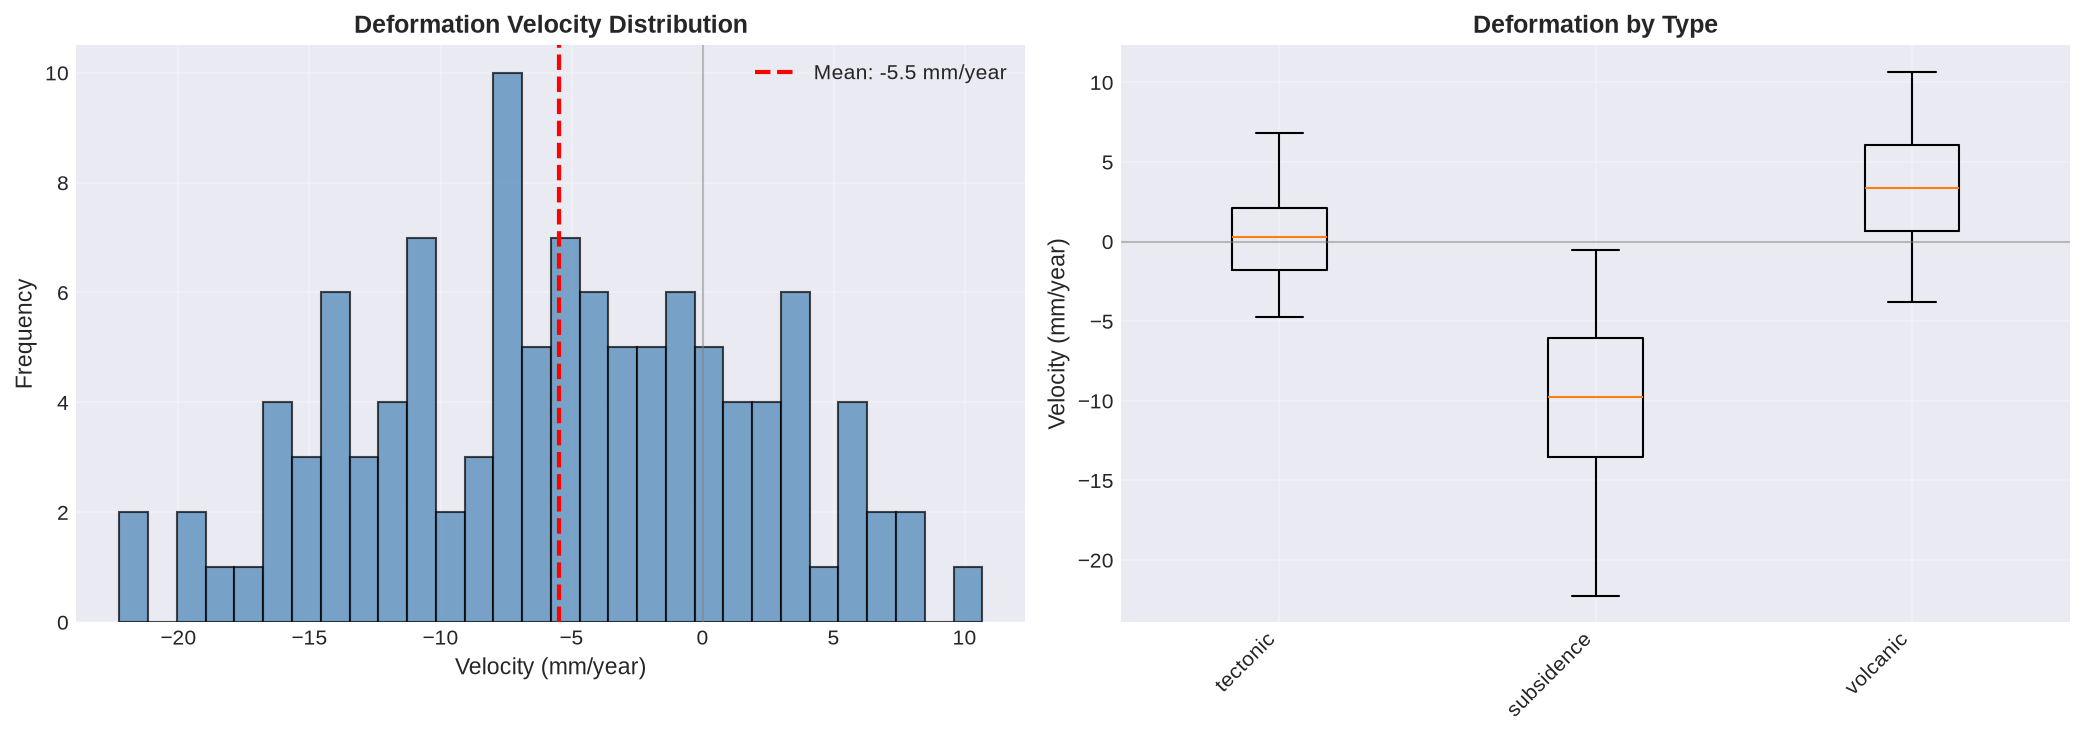 Deformation Velocity Distribution
Mean: -5.5 mm/year
Frequency
10
8
6
4
2
0
−20
−15
−10
−5
0
5
10
Velocity (mm/year)
Deformation by Type
Velocity (mm/year)
10
5
0
−5
−10
−15
−20
tectonic
subsidence
volcanic